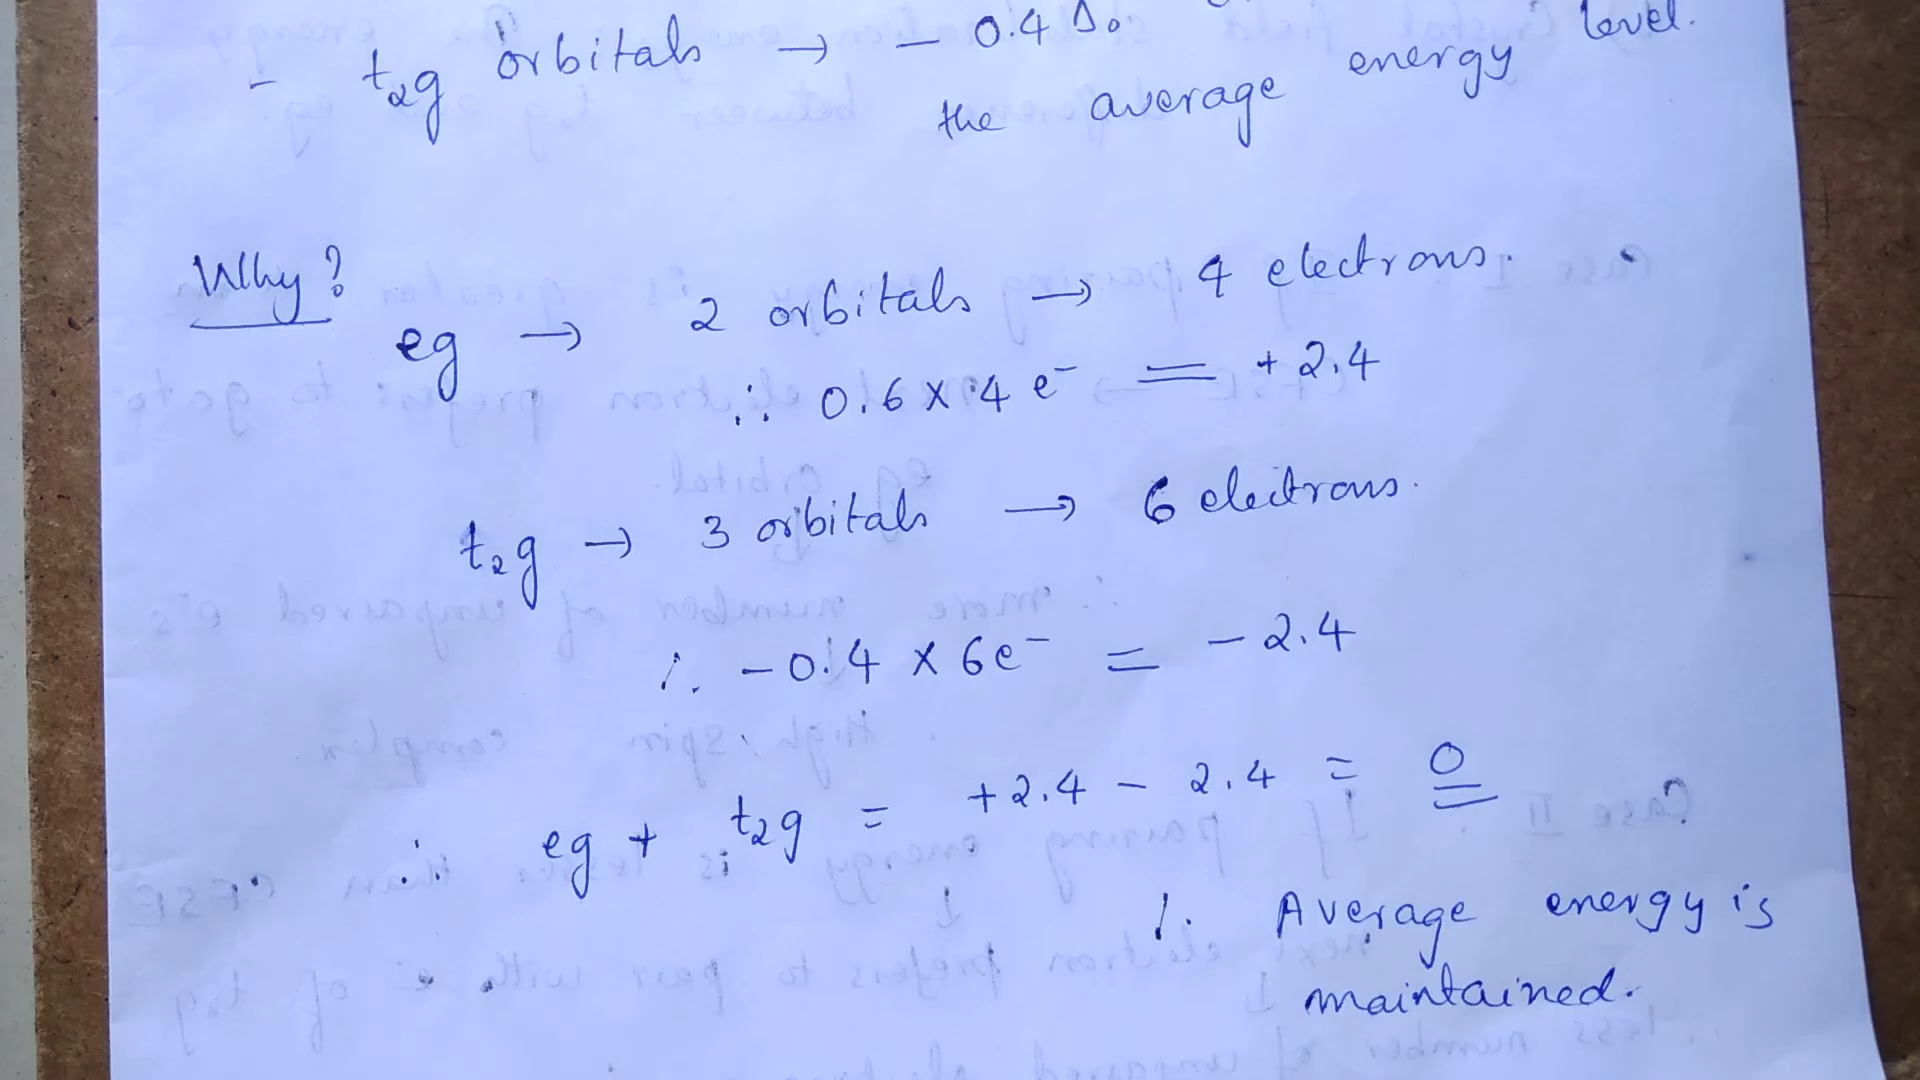 - t₂g orbitals → - 0.4 Δo
the average energy level.
Why?
eg → 2 orbitals → 4 electrons.
∴ 0.6 x 4 e⁻ = + 2.4
t₂g → 3 orbitals → 6 electrons.
∴ - 0.4 x 6e⁻ = - 2.4
∴ eg + t₂g = +2.4 - 2.4 = 0
∴ Average energy is
maintained.